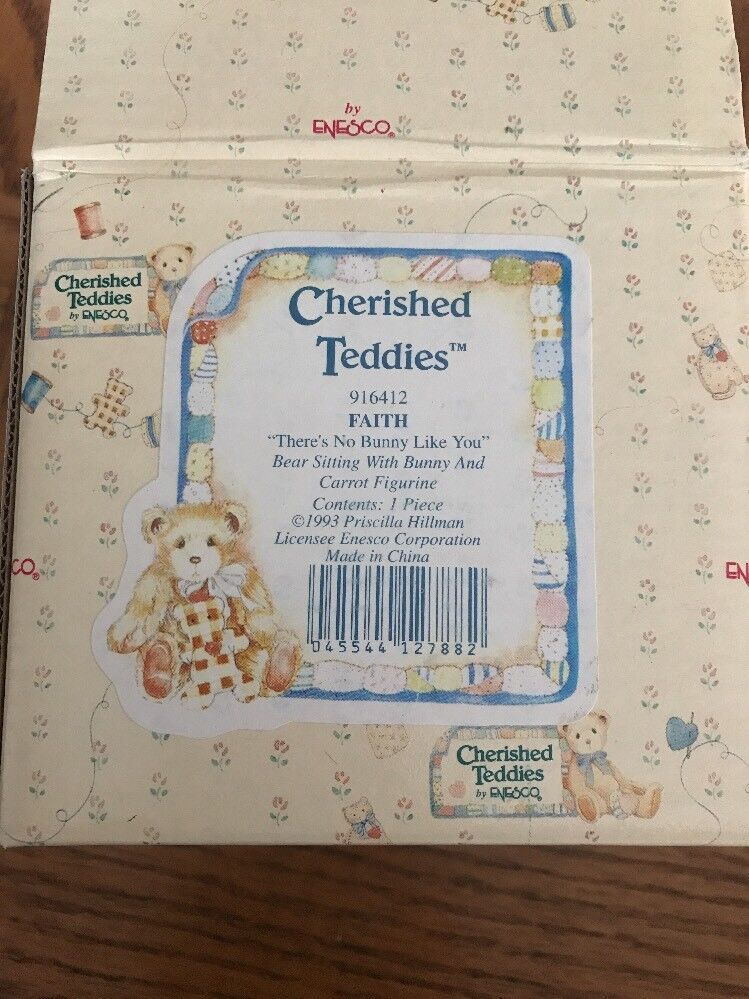 by
ENESCO®
Cherished
Teddies
by ENESCO®
Cherished
Teddies™
916412
FAITH
“There's No Bunny Like You”
Bear Sitting With Bunny And
Carrot Figurine
Contents: 1 Piece
©1993 Priscilla Hillman
Licensee Enesco Corporation
Made in China
045544 127882
CO®
EN
Cherished
Teddies
by ENESCO®